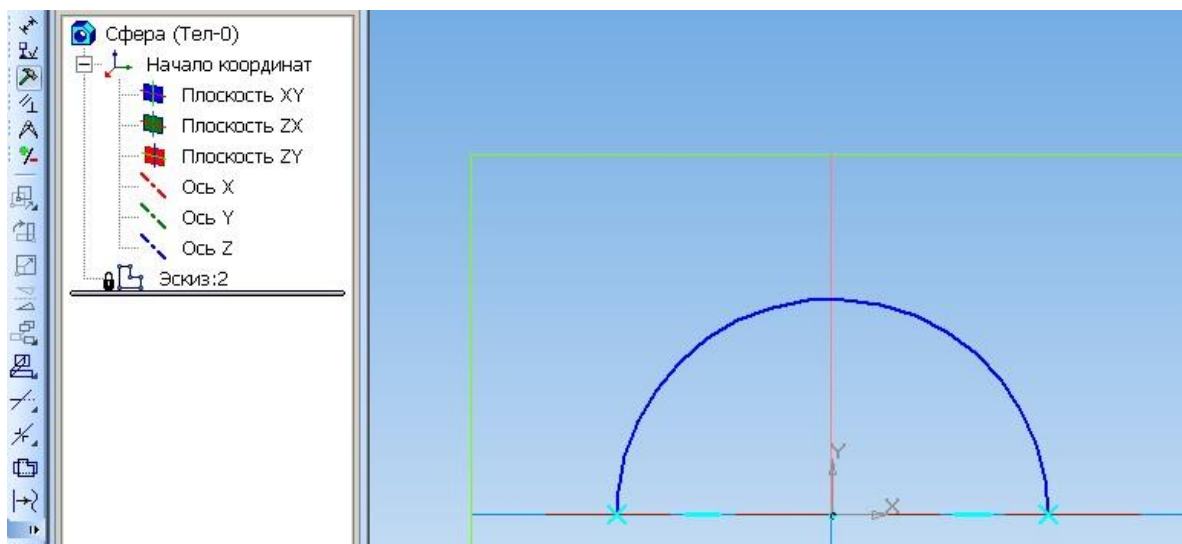 Сфера (Тел-0)
Начало координат
Плоскость XY
Плоскость ZX
Плоскость ZY
Ось X
Ось Y
Ось Z
Эскиз:2
Y
X